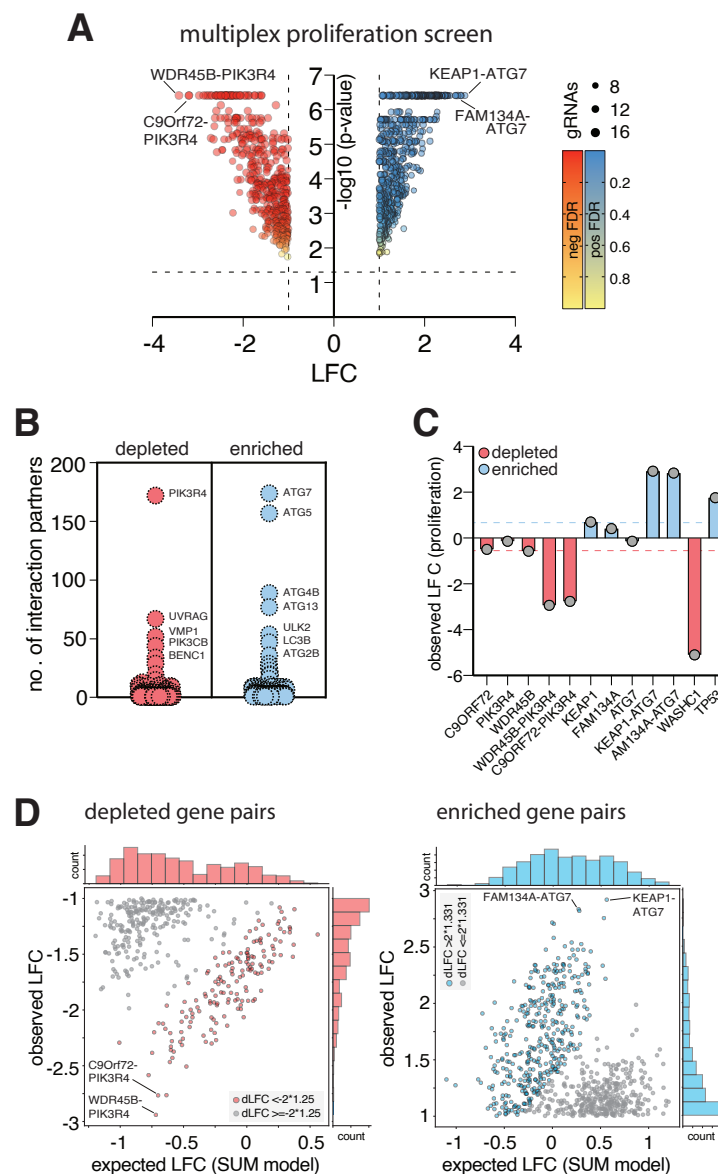 A
multiplex proliferation screen
WDR45B-PIK3R4
C9Orf72-
PIK3R4
KEAP1-ATG7
FAM134A-
ATG7
7
6
5
4
3
2
1
-log10 (p-value)
-4
-2
0
2
4
LFC
gRNAs
8
12
16
neg FDR
pos FDR
0.2
0.4
0.6
0.8
B
depleted
enriched
200
150
100
50
0
no. of interaction partners
PIK3R4
UVRAG
VMP1
PIK3CB
BENC1
ATG7
ATG5
ATG4B
ATG13
ULK2
LC3B
ATG2B
C
depleted
enriched
4
2
0
-2
-4
-6
observed LF C (proliferation)
C9ORF72
PIK3R4
WDR45B
WDR45B-PIK3R4
C9ORF72-PIK3R4
KEAP1
FAM134A
ATG7
KEAP1-ATG7
AM134A-ATG7
WASHC1
TP53
D
depleted gene pairs
count
-1
-1.5
-2
-2.5
-3
observed LFC
C9Orf72-
PIK3R4
WDR45B-
PIK3R4
dLFC <-2*1.25
dLFC >=-2*1.25
-1
-0.5
0
0.5
count
expected LFC (SUM model)
enriched gene pairs
count
3
2.5
2.0
1.5
1
observed LFC
FAM134A-ATG7
KEAP1-
ATG7
dLFC >2*1.331
dLFC <=2*1.331
-1
-0.5
0
0.5
1
count
expected LFC (SUM model)